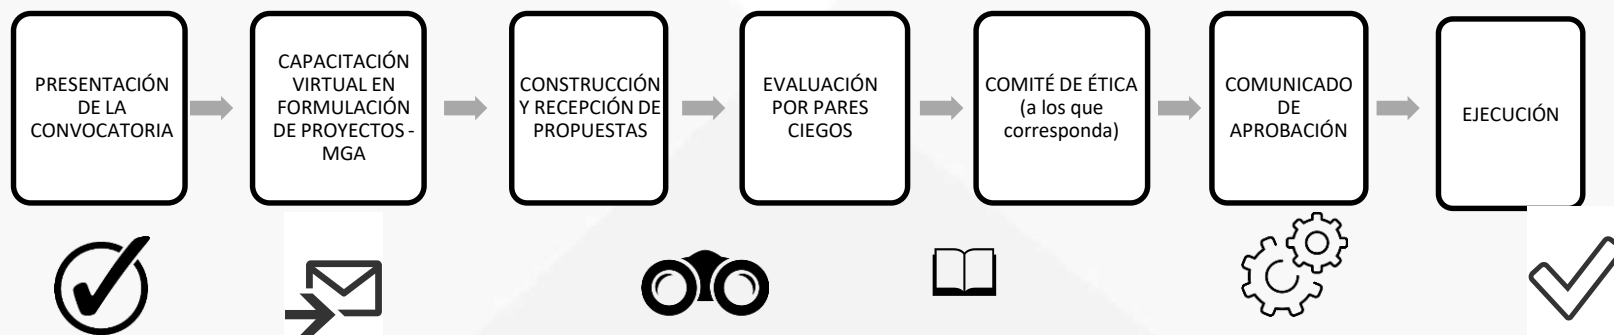 PRESENTACIÓN
DE LA
CONVOCATORIA
CAPACITACIÓN
VIRTUAL EN
FORMULACIÓN
DE PROYECTOS -
MGA
CONSTRUCCIÓN
Y RECEPCIÓN DE
PROPUESTAS
EVALUACIÓN
POR PARES
CIEGOS
COMITÉ DE ÉTICA
(a los que
corresponda)
COMUNICADO
DE
APROBACIÓN
EJECUCIÓN